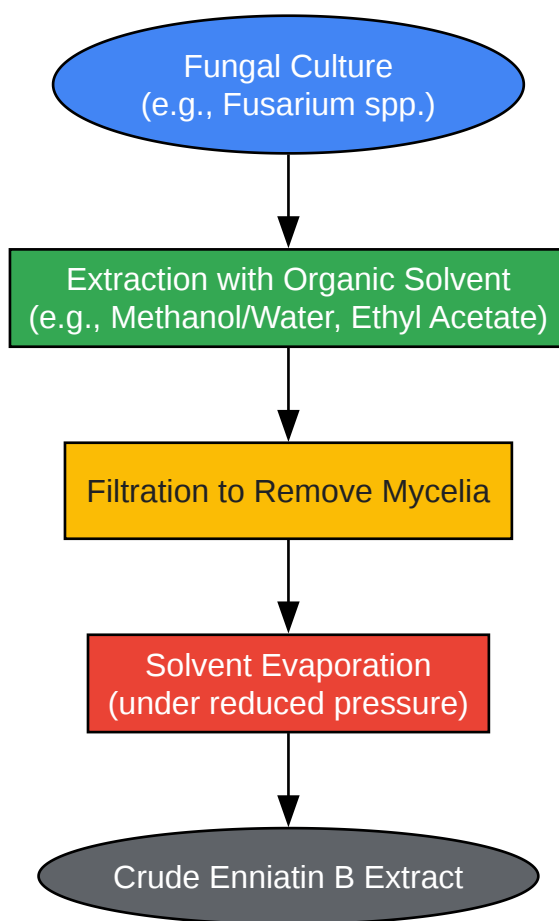 Fungal Culture
(e.g., Fusarium spp.)
Extraction with Organic Solvent
(e.g., Methanol/Water, Ethyl Acetate)
Filtration to Remove Mycelia
Solvent Evaporation
(under reduced pressure)
Crude Enniatin B Extract